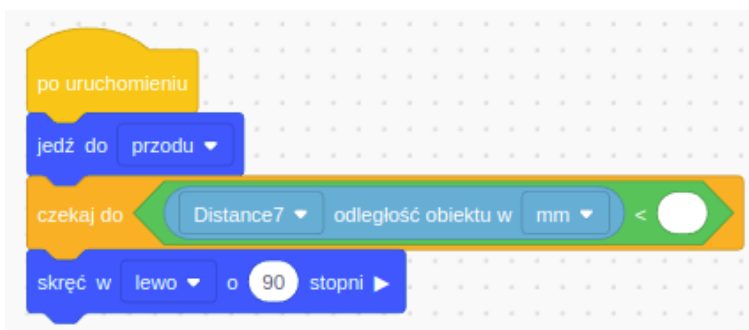 po uruchomieniu
jedź do przodu
czekaj do Distance7 odległość obiektu w mm <
skręć w lewo o 90 stopni